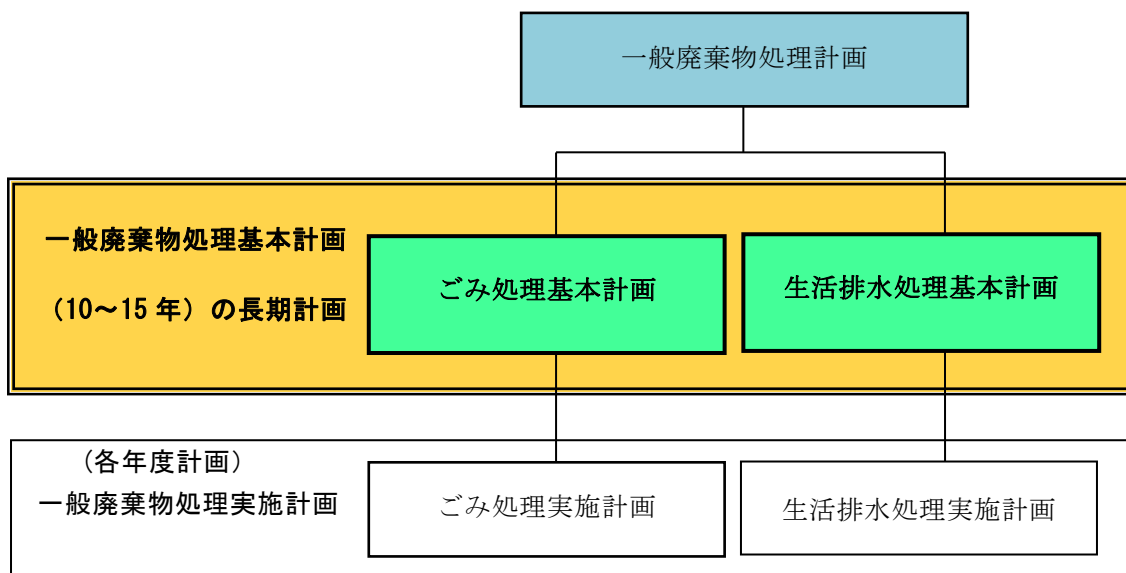 一般廃棄物処理計画
一般廃棄物処理基本計画
（10～15 年）の長期計画
ごみ処理基本計画
生活排水処理基本計画
（各年度計画）
一般廃棄物処理実施計画
ごみ処理実施計画
生活排水処理実施計画